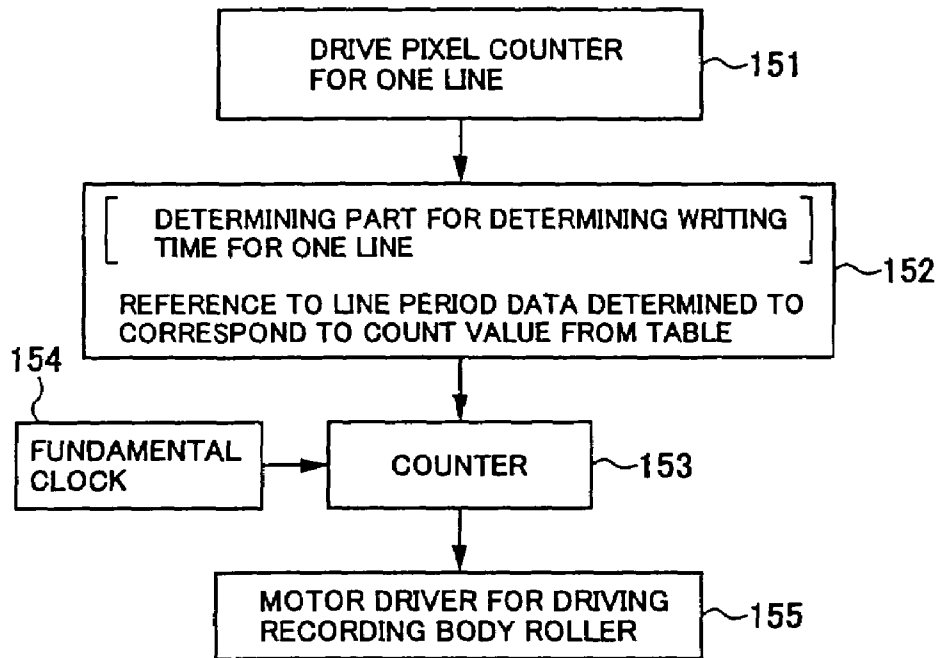 DRIVE PIXEL COUNTER
FOR ONE LINE
151
[ DETERMINING PART FOR DETERMINING WRITING
TIME FOR ONE LINE ]
REFERENCE TO LINE PERIOD DATA DETERMINED TO
CORRESPOND TO COUNT VALUE FROM TABLE
152
154
FUNDAMENTAL
CLOCK
COUNTER
153
MOTOR DRIVER FOR DRIVING
RECORDING BODY ROLLER
155